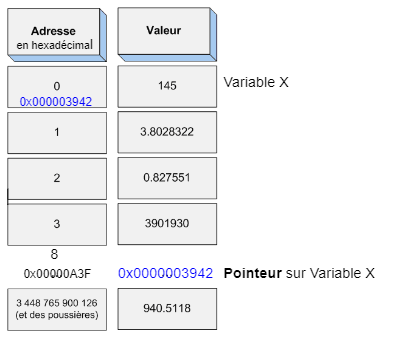 Adresse
en hexadécimal
Valeur
0
0x000003942
145
Variable X
1
3.8028322
2
0.827551
3
3901930
8
0x00000A3F
0x0000003942
Pointeur sur Variable X
3 448 765 900 126
(et des poussières)
940.5118